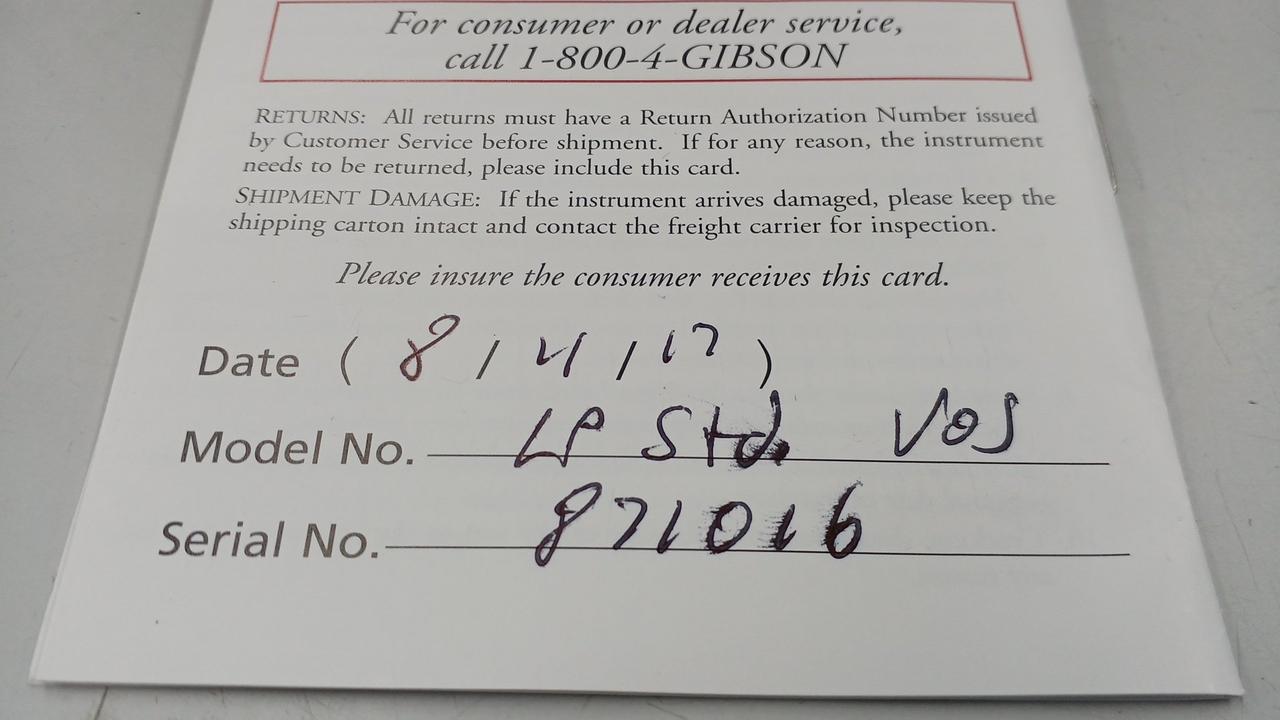 For consumer or dealer service,
call 1-800-4-GIBSON
RETURNS: All returns must have a Return Authorization Number issued
by Customer Service before shipment. If for any reason, the instrument
needs to be returned, please include this card.
SHIPMENT DAMAGE: If the instrument arrives damaged, please keep the
shipping carton intact and contact the freight carrier for inspection.
Please insure the consumer receives this card.
Date ( 8 / 4 / 17 )
Model No. LP Std. VOS
Serial No. 871016